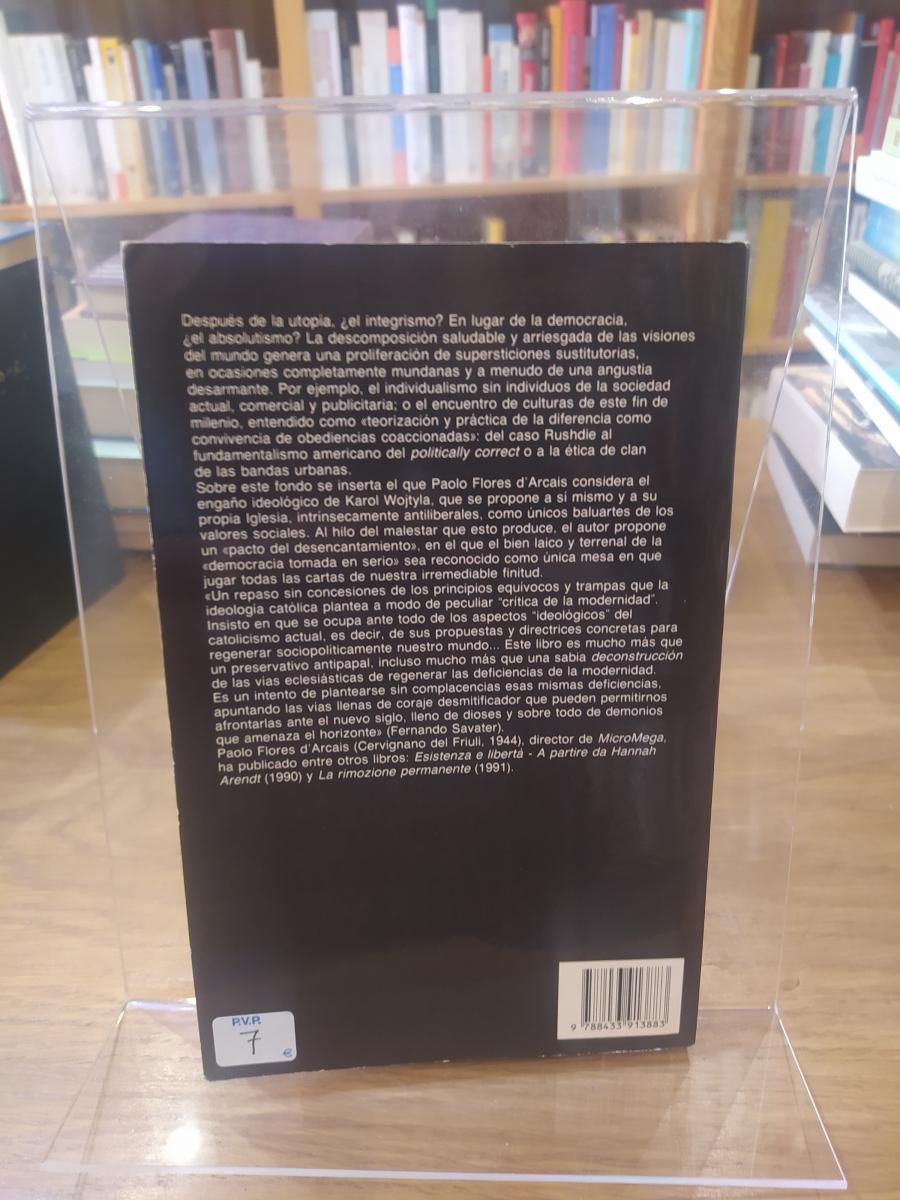 Después de la utopía, ¿el integrismo? En lugar de la democracia,
¿el absolutismo? La descomposición saludable y arriesgada de las visiones
del mundo genera una proliferación de supersticiones sustitutorias,
en ocasiones completamente mundanas y a menudo de una angustia
desarmante. Por ejemplo, el individualismo sin individuos de la sociedad
actual, comercial y publicitaria; o el encuentro de culturas de este fin de
milenio, entendido como «teorización y práctica de la diferencia como
convivencia de obediencias coaccionadas»: del caso Rushdie al
fundamentalismo americano del politically correct o a la ética de clan
de las bandas urbanas.
Sobre este fondo se inserta el que Paolo Flores d'Arcais considera el
engaño ideológico de Karol Wojtyla, que se propone a sí mismo y a su
propia Iglesia, intrínsecamente antiliberales, como únicos baluartes de los
valores sociales. Al hilo del malestar que esto produce, el autor propone
un «pacto del desencantamiento», en el que el bien laico y terrenal de la
«democracia tomada en serio» sea reconocido como única mesa en que
jugar todas las cartas de nuestra irremediable finitud.
«Un repaso sin concesiones de los principios equívocos y trampas que la
ideología católica plantea a modo de peculiar "crítica de la modernidad".
Insisto en que se ocupa ante todo de los aspectos "ideológicos" del
catolicismo actual, es decir, de sus propuestas y directrices concretas para
regenerar sociopolíticamente nuestro mundo... Este libro es mucho más que
un preservativo antipapal, incluso mucho más que una sabia deconstrucción
de las vías eclesiásticas de regenerar las deficiencias de la modernidad.
Es un intento de plantearse sin complacencias esas mismas deficiencias,
apuntando las vías llenas de coraje desmitificador que pueden permitirnos
afrontarlas ante el nuevo siglo, lleno de dioses y sobre todo de demonios
que amenaza el horizonte» (Fernando Savater).
Paolo Flores d'Arcais (Cervignano del Friuli, 1944), director de MicroMega,
ha publicado entre otros libros: Esistenza e libertà - A partire da Hannah
Arendt (1990) y La rimozione permanente (1991).
P.V.P.
7
€
9 788433 913883